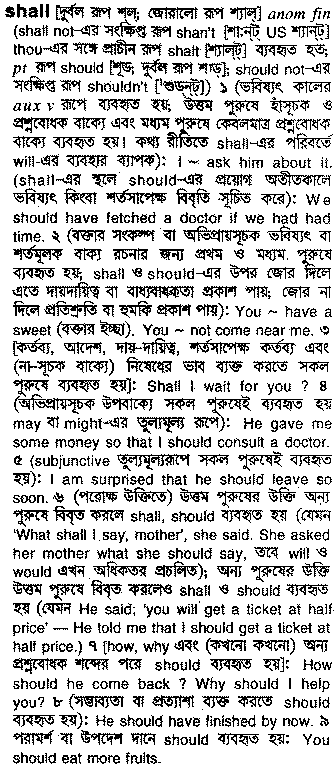 shall [দুর্বল রূপ শ্‌ল্‌; জোরালো রূপ শ্যাল্‌] anom fin
(shall not-এর সংক্ষিপ্ত রূপ shan't [শা:ন্‌ট্‌ US শ্যান্‌ট্‌]
thou-এর সঙ্গে প্রাচীন রূপ shalt [শ্যাল্‌ট্‌] ব্যবহৃত হত;
pt রূপ should [শুড্‌; দুর্বল রূপ শ্‌ড্‌]; should not-এর
সংক্ষিপ্ত রূপ shouldn't ['শুডন্‌ট্‌]) ১ (ভবিষ্যৎ কালের
aux v রূপে ব্যবহৃত হয়; উত্তম পুরুষে হাঁসূচক ও
প্রশ্নবোধক বাক্যে এবং মধ্যম পুরুষে কেবলমাত্র প্রশ্নবোধক
বাক্যে ব্যবহৃত হয়। কথ্য রীতিতে shall-এর পরিবর্তে
will-এর ব্যবহার ব্যাপক): I ~ ask him about it.
(shall-এর স্থলে should-এর প্রয়োগ অতীতকালে
ভবিষ্যৎ কিংবা শর্তসাপেক্ষ বিবৃতি সূচিত করে): We
should have fetched a doctor if we had had
time. ২ (বক্তার সংকল্প বা অভিপ্রায়সূচক ভবিষ্যৎ বা
শর্তমূলক বাক্য রচনার জন্য প্রথম ও মধ্যম. পুরুষে
ব্যবহৃত হয়, shall ও should-এর উপর জোর দিলে
এতে দায়দায়িত্ব বা বাধ্যবাধকতা প্রকাশ পায়; জোর না
দিলে প্রতিশ্রুতি বা হুমকি প্রকাশ পায়): You ~ have a
sweet (বক্তার ইচ্ছা). You ~ not come near me. ৩
[কর্তব্য, আদেশ, দায়-দায়িত্ব, শর্তসাপেক্ষ কর্তব্য এবং
(না-সূচক বাক্যে) নিষেধের ভাব ব্যক্ত করতে সকল
পুরুষে ব্যবহৃত হয়]: Shall I wait for you ? ৪
(অভিপ্রায়সূচক উপবাক্যে সকল পুরুষেই ব্যবহৃত হয়
may বা might-এর তুল্যমূল্য রূপে): He gave me
some money so that I should consult a doctor.
৫ (subjunctive তুল্যমূল্যরূপে সকল পুরুষেই ব্যবহৃত
হয়): I am surprised that he should leave so
soon. ৬ (পরোক্ষ উক্তিতে) উত্তম পুরুষের উক্তি অন্য
পুরুষে বিবৃত করলে shall, should ব্যবহৃত হয় (যেমন
'What shall I say, mother', she said. She asked
her mother what she should say, তবে will ও
would এখন অধিকতর প্রচলিত); অন্য পুরুষের উক্তি
উত্তম পুরুষে বিবৃত করলেও shall ও should ব্যবহৃত
হয় (যেমন He said; 'you will get a ticket at half
price' — He told me that I should get a ticket at
half price.) ৭ [how, why এবং (কখনো কখনো) অন্য
প্রশ্নবোধক শব্দের পরে should ব্যবহৃত হয়]: How
should he come back ? Why should I help
you? ৮ (সম্ভাব্যতা বা প্রত্যাশা ব্যক্ত করতে should
ব্যবহৃত হয়): He should have finished by now. ৯
পরামর্শ বা উপদেশ দানে should ব্যবহৃত হয়: You
should eat more fruits.